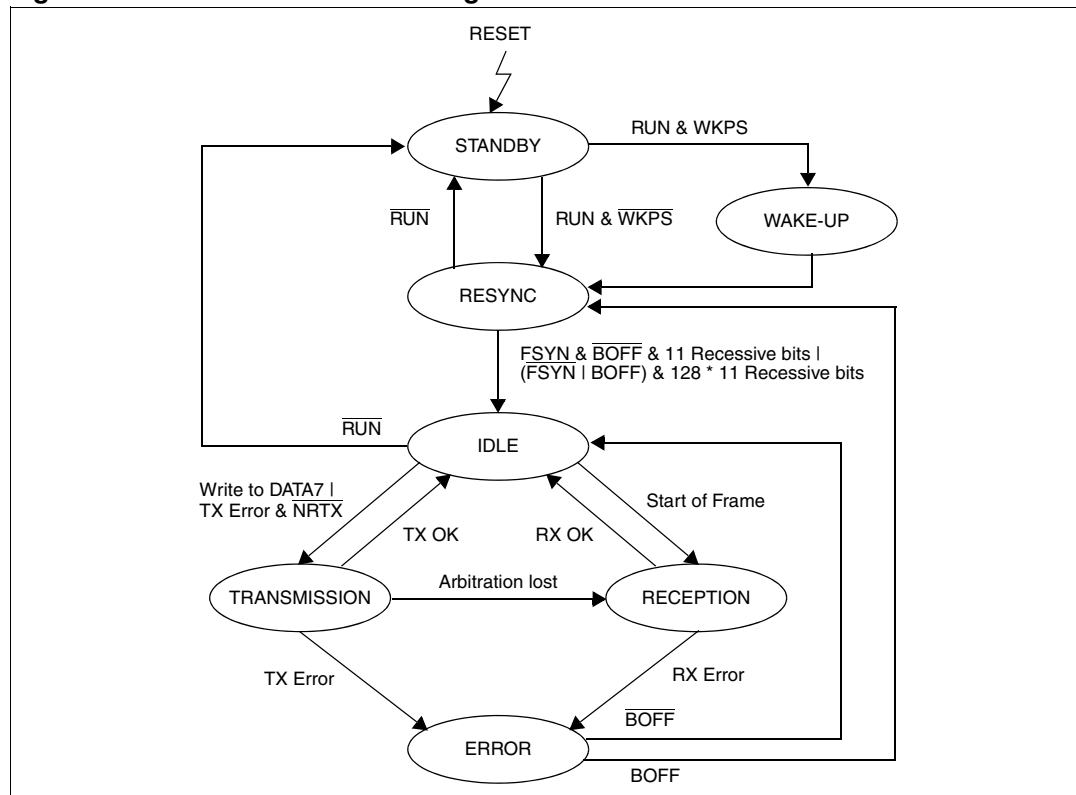 RESET
STANDBY
RUN & WKPS
RUN
RUN & WKPS
WAKE-UP
RESYNC
FSYN & BOFF & 11 Recessive bits |
(FSYN | BOFF) & 128 * 11 Recessive bits
RUN
IDLE
Write to DATA7 |
TX Error & NRTX
Start of Frame
TX OK
RX OK
TRANSMISSION
Arbitration lost
RECEPTION
TX Error
RX Error
BOFF
ERROR
BOFF